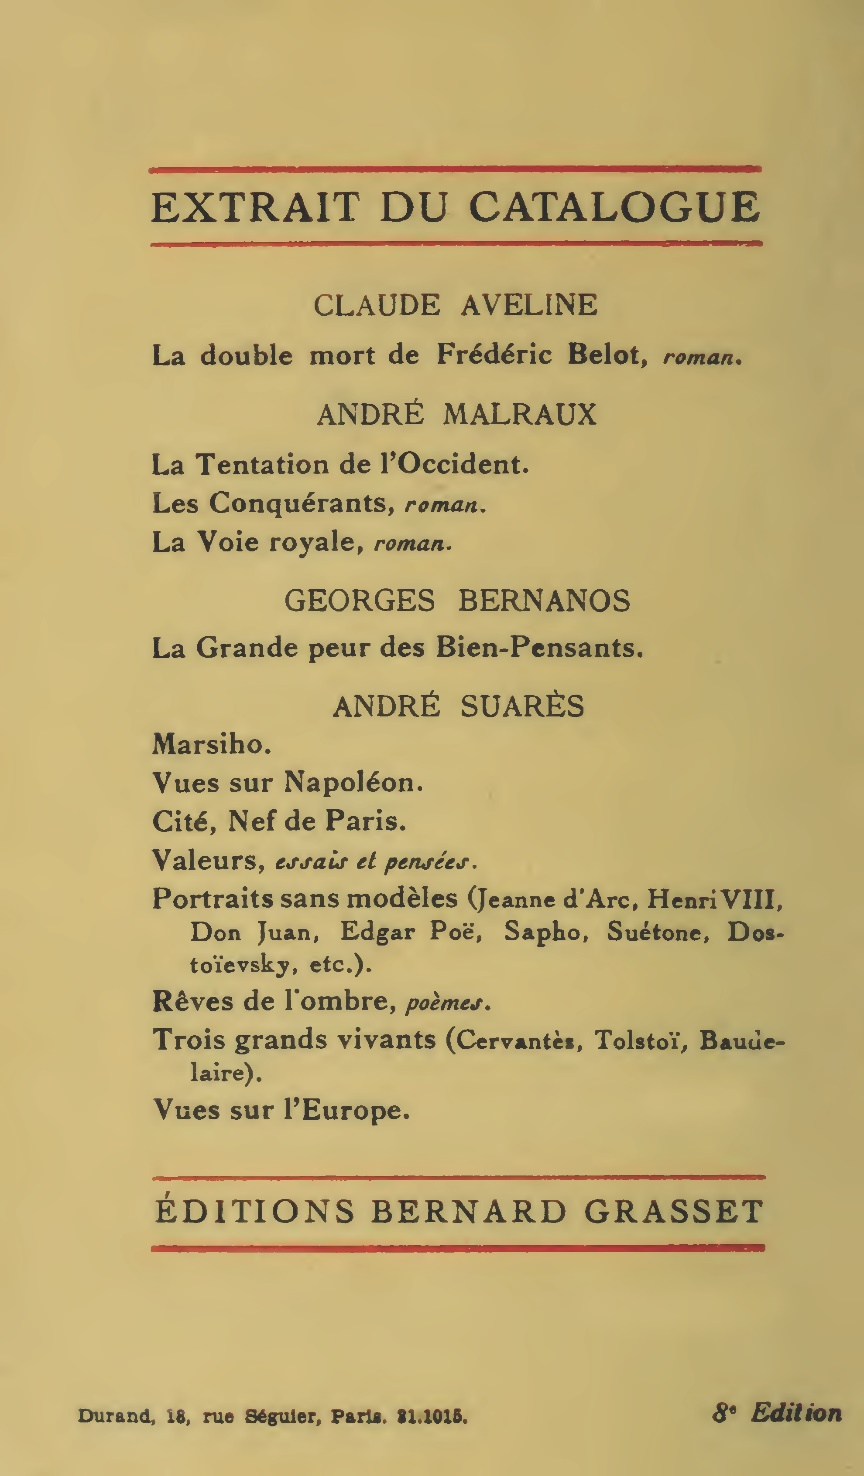 EXTRAIT DU CATALOGUE
CLAUDE AVELINE
La double mort de Frédéric Belot, roman.
ANDRÉ MALRAUX
La Tentation de l'Occident.
Les Conquérants, roman.
La Voie royale, roman.
GEORGES BERNANOS
La Grande peur des Bien-Pensants.
ANDRÉ SUARÈS
Marsiho.
Vues sur Napoléon.
Cité, Nef de Paris.
Valeurs, essais et pensées.
Portraits sans modèles (Jeanne d'Arc, Henri VIII,
Don Juan, Edgar Poë, Sapho, Suétone, Dos-
toïevsky, etc.).
Rêves de l'ombre, poèmes.
Trois grands vivants (Cervantès, Tolstoï, Baude-
laire).
Vues sur l'Europe.
ÉDITIONS BERNARD GRASSET
Durand, 18, rue Séguier, Paris. 21.1015.
8e Edition